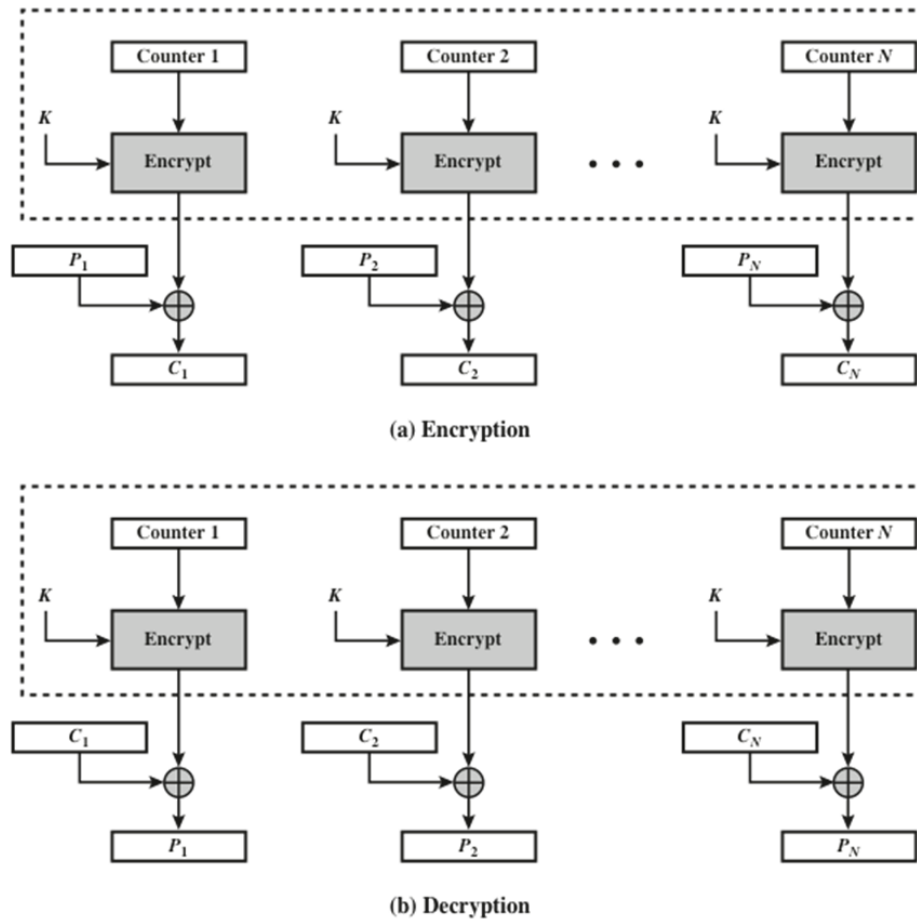 Counter 1 Counter 2 Counter N
K K K
Encrypt Encrypt • • • Encrypt
P1 P2 PN
C1 C2 CN
(a) Encryption
Counter 1 Counter 2 Counter N
K K K
Encrypt Encrypt • • • Encrypt
C1 C2 CN
P1 P2 PN
(b) Decryption